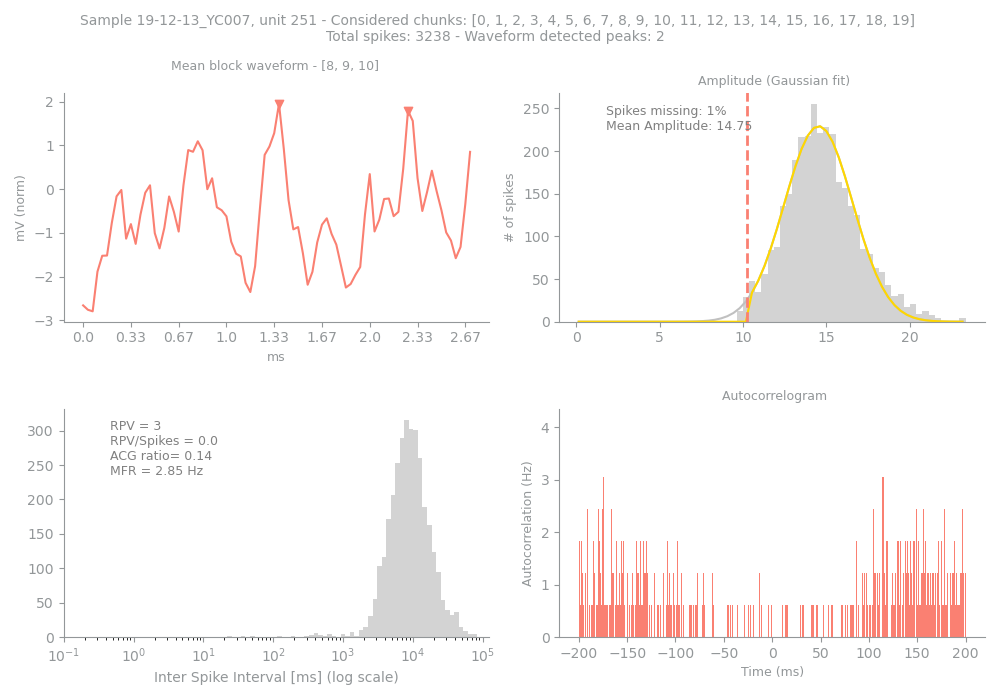 Sample 19-12-13_YC007, unit 251 - Considered chunks: [0, 1, 2, 3, 4, 5, 6, 7, 8, 9, 10, 11, 12, 13, 14, 15, 16, 17, 18, 19]
Total spikes: 3238 - Waveform detected peaks: 2
Mean block waveform - [8, 9, 10]
mV (norm)
2
1
0
−1
−2
−3
0.0 0.33 0.67 1.0 1.33 1.67 2.0 2.33 2.67
ms
Amplitude (Gaussian fit)
Spikes missing: 1%
Mean Amplitude: 14.75
# of spikes
250
200
150
100
50
0
0 5 10 15 20
RPV = 3
RPV/Spikes = 0.0
ACG ratio= 0.14
MFR = 2.85 Hz
300
250
200
150
100
50
0
10⁻¹ 10⁰ 10¹ 10² 10³ 10⁴ 10⁵
Inter Spike Interval [ms] (log scale)
Autocorrelogram
Autocorrelation (Hz)
4
3
2
1
0
−200 −150 −100 −50 0 50 100 150 200
Time (ms)